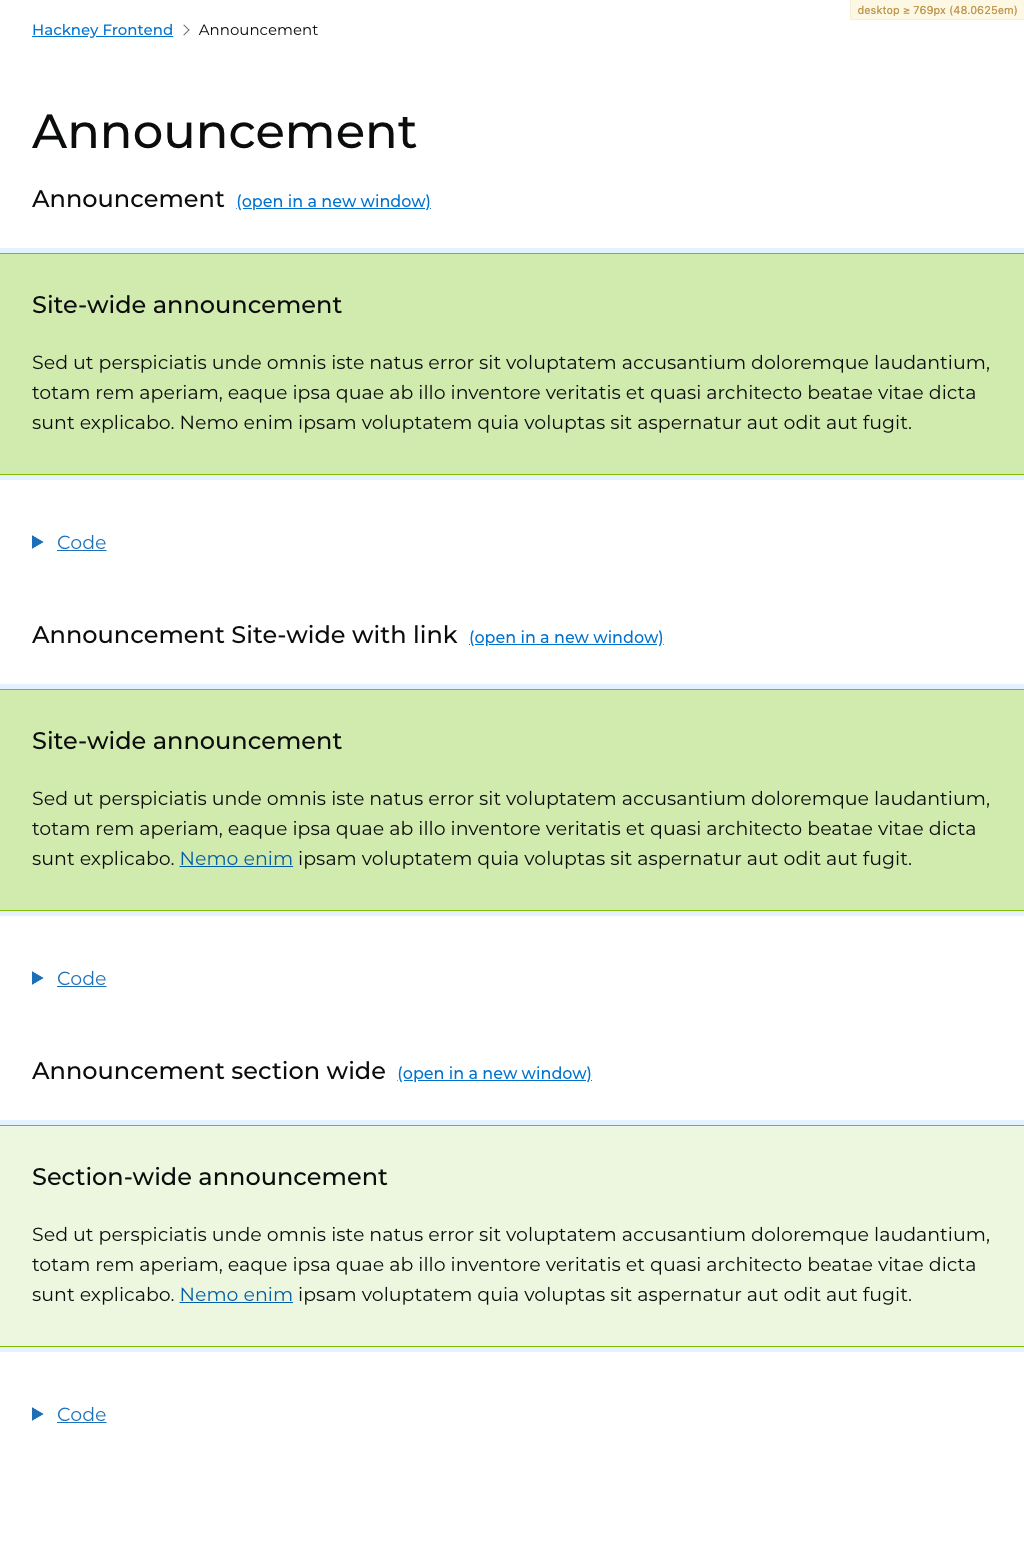 desktop ≥ 769px (48.0625em)
Hackney Frontend > Announcement
Announcement
Announcement (open in a new window)
Site-wide announcement
Sed ut perspiciatis unde omnis iste natus error sit voluptatem accusantium doloremque laudantium,
totam rem aperiam, eaque ipsa quae ab illo inventore veritatis et quasi architecto beatae vitae dicta
sunt explicabo. Nemo enim ipsam voluptatem quia voluptas sit aspernatur aut odit aut fugit.
Code
Announcement Site-wide with link (open in a new window)
Site-wide announcement
Sed ut perspiciatis unde omnis iste natus error sit voluptatem accusantium doloremque laudantium,
totam rem aperiam, eaque ipsa quae ab illo inventore veritatis et quasi architecto beatae vitae dicta
sunt explicabo. Nemo enim ipsam voluptatem quia voluptas sit aspernatur aut odit aut fugit.
Code
Announcement section wide (open in a new window)
Section-wide announcement
Sed ut perspiciatis unde omnis iste natus error sit voluptatem accusantium doloremque laudantium,
totam rem aperiam, eaque ipsa quae ab illo inventore veritatis et quasi architecto beatae vitae dicta
sunt explicabo. Nemo enim ipsam voluptatem quia voluptas sit aspernatur aut odit aut fugit.
Code